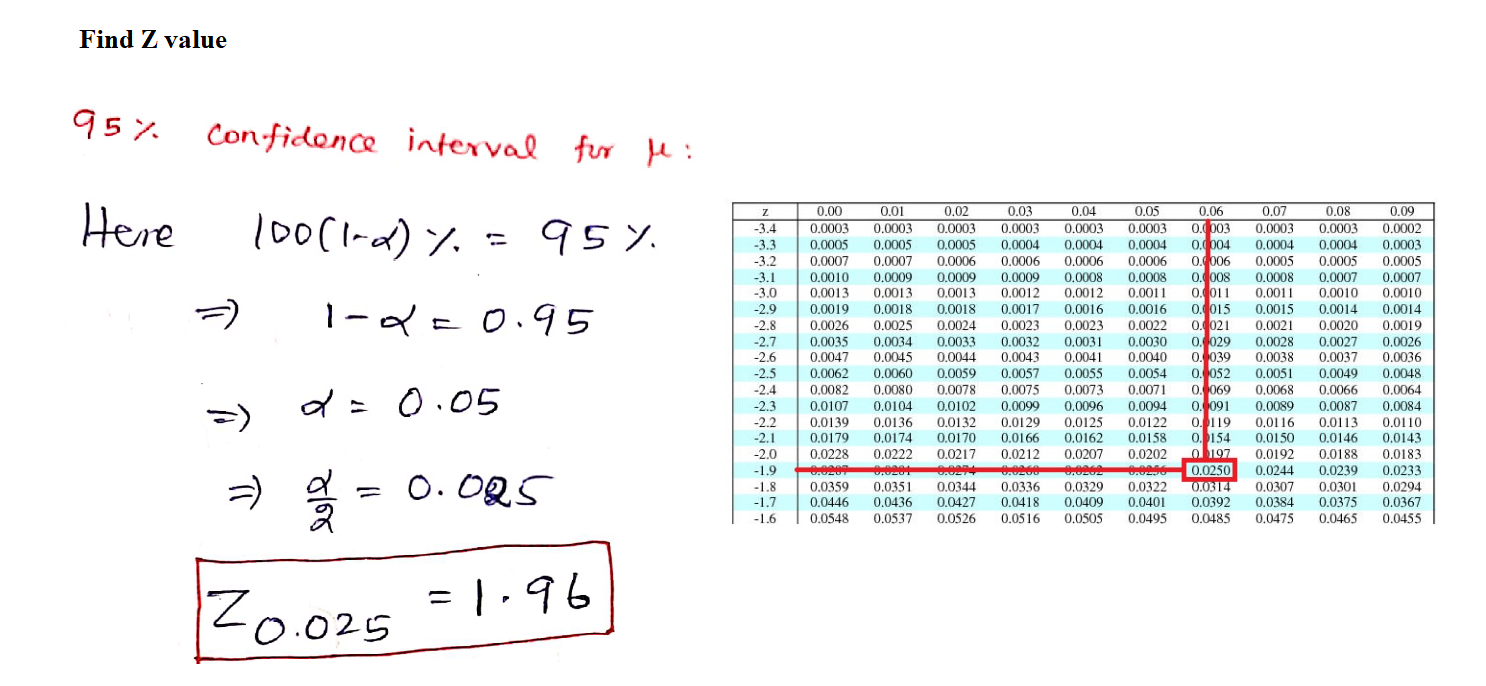 Find Z value
95% Confidence interval for μ:
Here 100(1-α)% = 95%.
⇒ 1-α = 0.95
⇒ α = 0.05
⇒ α/2 = 0.025
Z0.025 = 1.96
z 0.00 0.01 0.02 0.03 0.04 0.05 0.06 0.07 0.08 0.09
-3.4 0.0003 0.0003 0.0003 0.0003 0.0003 0.0003 0.0003 0.0003 0.0003 0.0002
-3.3 0.0005 0.0005 0.0005 0.0004 0.0004 0.0004 0.0004 0.0004 0.0004 0.0003
-3.2 0.0007 0.0007 0.0006 0.0006 0.0006 0.0006 0.0006 0.0005 0.0005 0.0005
-3.1 0.0010 0.0009 0.0009 0.0009 0.0008 0.0008 0.0008 0.0008 0.0007 0.0007
-3.0 0.0013 0.0013 0.0013 0.0012 0.0012 0.0011 0.0011 0.0011 0.0010 0.0010
-2.9 0.0019 0.0018 0.0018 0.0017 0.0016 0.0016 0.0015 0.0015 0.0014 0.0014
-2.8 0.0026 0.0025 0.0024 0.0023 0.0023 0.0022 0.0021 0.0021 0.0020 0.0019
-2.7 0.0035 0.0034 0.0033 0.0032 0.0031 0.0030 0.0029 0.0028 0.0027 0.0026
-2.6 0.0047 0.0045 0.0044 0.0043 0.0041 0.0040 0.0039 0.0038 0.0037 0.0036
-2.5 0.0062 0.0060 0.0059 0.0057 0.0055 0.0054 0.0052 0.0051 0.0049 0.0048
-2.4 0.0082 0.0080 0.0078 0.0075 0.0073 0.0071 0.0069 0.0068 0.0066 0.0064
-2.3 0.0107 0.0104 0.0102 0.0099 0.0096 0.0094 0.0091 0.0089 0.0087 0.0084
-2.2 0.0139 0.0136 0.0132 0.0129 0.0125 0.0122 0.0119 0.0116 0.0113 0.0110
-2.1 0.0179 0.0174 0.0170 0.0166 0.0162 0.0158 0.0154 0.0150 0.0146 0.0143
-2.0 0.0228 0.0222 0.0217 0.0212 0.0207 0.0202 0.0197 0.0192 0.0188 0.0183
-1.9 0.0250 0.0244 0.0239 0.0233
-1.8 0.0359 0.0351 0.0344 0.0336 0.0329 0.0322 0.0314 0.0307 0.0301 0.0294
-1.7 0.0446 0.0436 0.0427 0.0418 0.0409 0.0401 0.0392 0.0384 0.0375 0.0367
-1.6 0.0548 0.0537 0.0526 0.0516 0.0505 0.0495 0.0485 0.0475 0.0465 0.0455